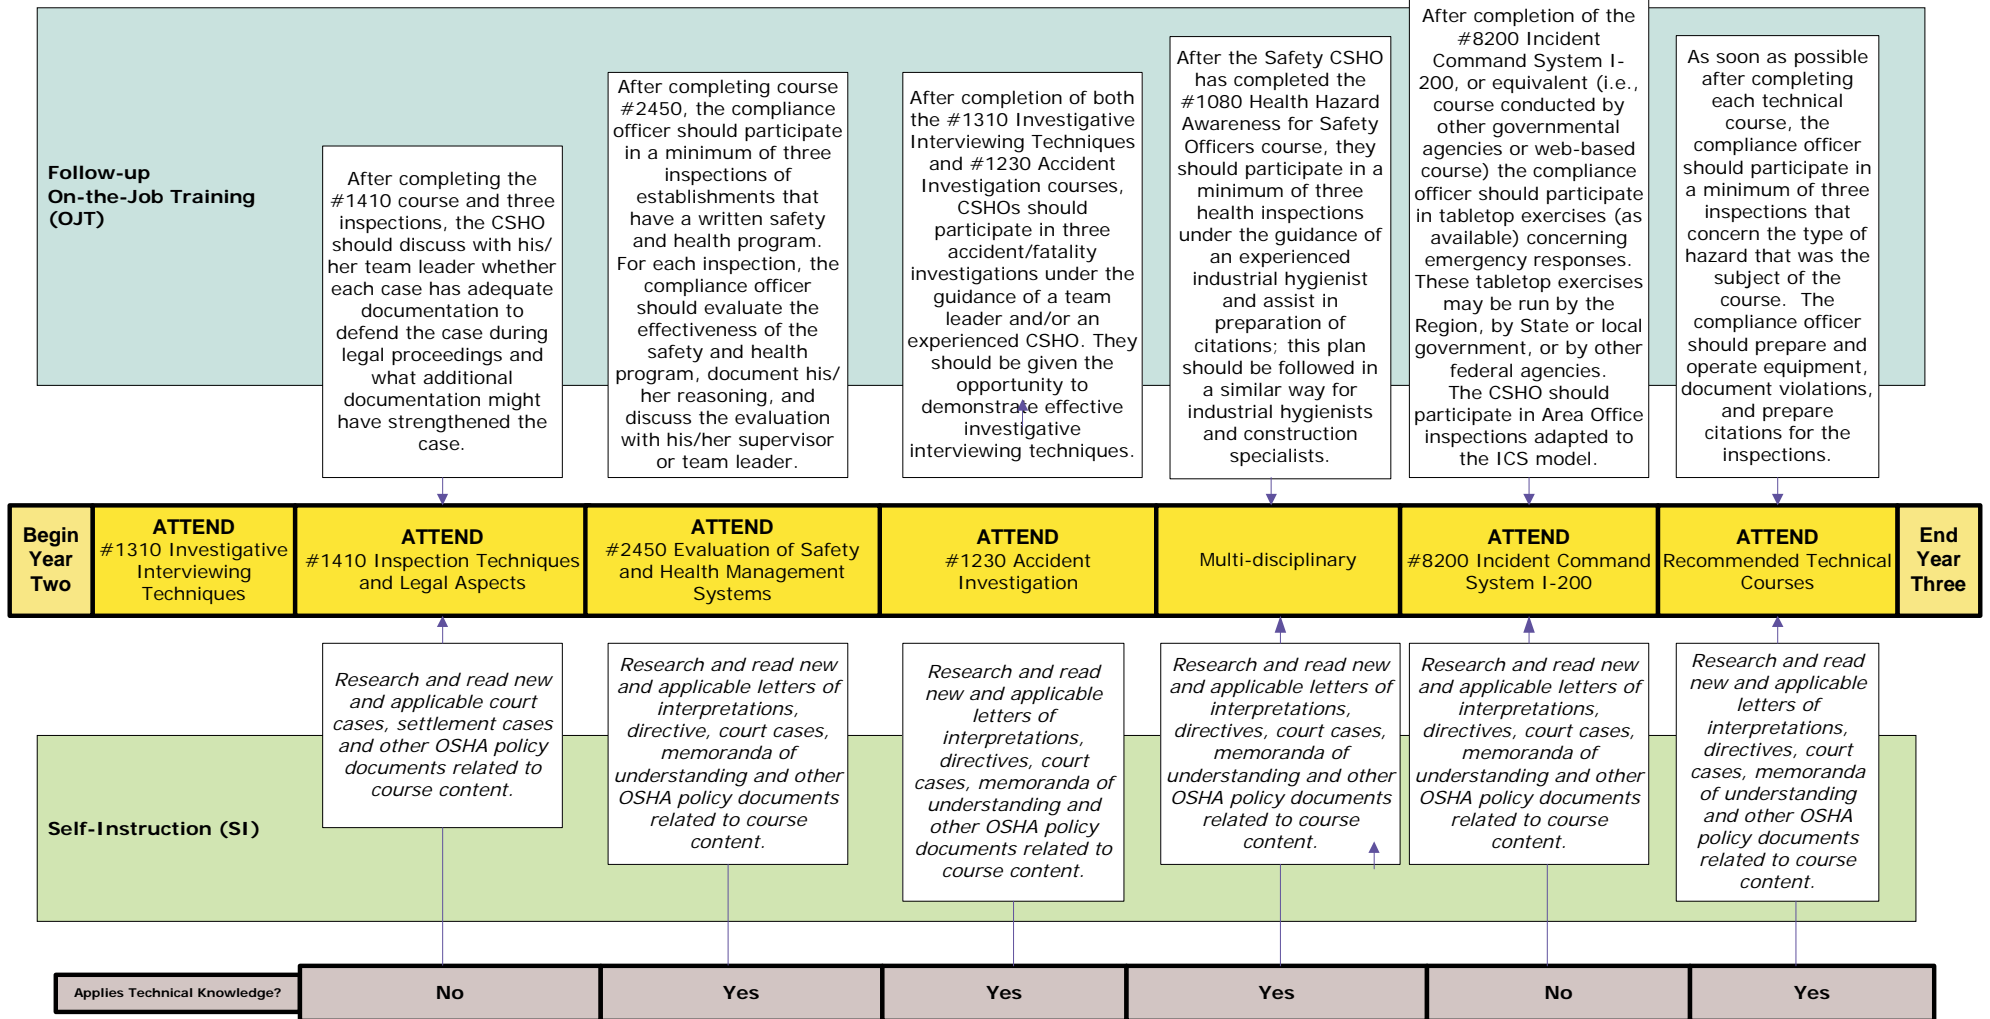 Follow-up
On-the-Job Training
(OJT)
After completing the
#1410 course and three
inspections, the CSHO
should discuss with his/
her team leader whether
each case has adequate
documentation to
defend the case during
legal proceedings and
what additional
documentation might
have strengthened the
case.
After completing course
#2450, the compliance
officer should participate
in a minimum of three
inspections of
establishments that
have a written safety
and health program.
For each inspection, the
compliance officer
should evaluate the
effectiveness of the
safety and health
program, document his/
her reasoning, and
discuss the evaluation
with his/her supervisor
or team leader.
After completion of both
the #1310 Investigative
Interviewing Techniques
and #1230 Accident
Investigation courses,
CSHOs should
participate in three
accident/fatality
investigations under the
guidance of a team
leader and/or an
experienced CSHO. They
should be given the
opportunity to
demonstrate effective
investigative
interviewing techniques.
After the Safety CSHO
has completed the
#1080 Health Hazard
Awareness for Safety
Officers course, they
should participate in a
minimum of three
health inspections
under the guidance of
an experienced
industrial hygienist
and assist in
preparation of
citations; this plan
should be followed in
a similar way for
industrial hygienists
and construction
specialists.
After completion of the
#8200 Incident
Command System I-
200, or equivalent (i.e.,
course conducted by
other governmental
agencies or web-based
course) the compliance
officer should participate
in tabletop exercises (as
available) concerning
emergency responses.
These tabletop exercises
may be run by the
Region, by State or local
government, or by other
federal agencies.
The CSHO should
participate in Area Office
inspections adapted to
the ICS model.
As soon as possible
after completing
each technical
course, the
compliance officer
should participate in
a minimum of three
inspections that
concern the type of
hazard that was the
subject of the
course. The
compliance officer
should prepare and
operate equipment,
document violations,
and prepare
citations for the
inspections.
Begin
Year
Two
ATTEND
#1310 Investigative
Interviewing
Techniques
ATTEND
#1410 Inspection Techniques
and Legal Aspects
ATTEND
#2450 Evaluation of Safety
and Health Management
Systems
ATTEND
#1230 Accident
Investigation
Multi-disciplinary
ATTEND
#8200 Incident Command
System I-200
ATTEND
Recommended Technical
Courses
End
Year
Three
Self-Instruction (SI)
Research and read new
and applicable court
cases, settlement cases
and other OSHA policy
documents related to
course content.
Research and read new
and applicable letters of
interpretations,
directive, court cases,
memoranda of
understanding and other
OSHA policy documents
related to course
content.
Research and read
new and applicable
letters of
interpretations,
directives, court
cases, memoranda of
understanding and
other OSHA policy
documents related to
course content.
Research and read new
and applicable letters of
interpretations,
directives, court cases,
memoranda of
understanding and other
OSHA policy documents
related to course
content.
Research and read new
and applicable letters of
interpretations,
directives, court cases,
memoranda of
understanding and other
OSHA policy documents
related to course
content.
Research and read
new and applicable
letters of
interpretations,
directives, court
cases, memoranda
of understanding
and other OSHA
policy documents
related to course
content.
Applies Technical Knowledge?
No
Yes
Yes
Yes
No
Yes